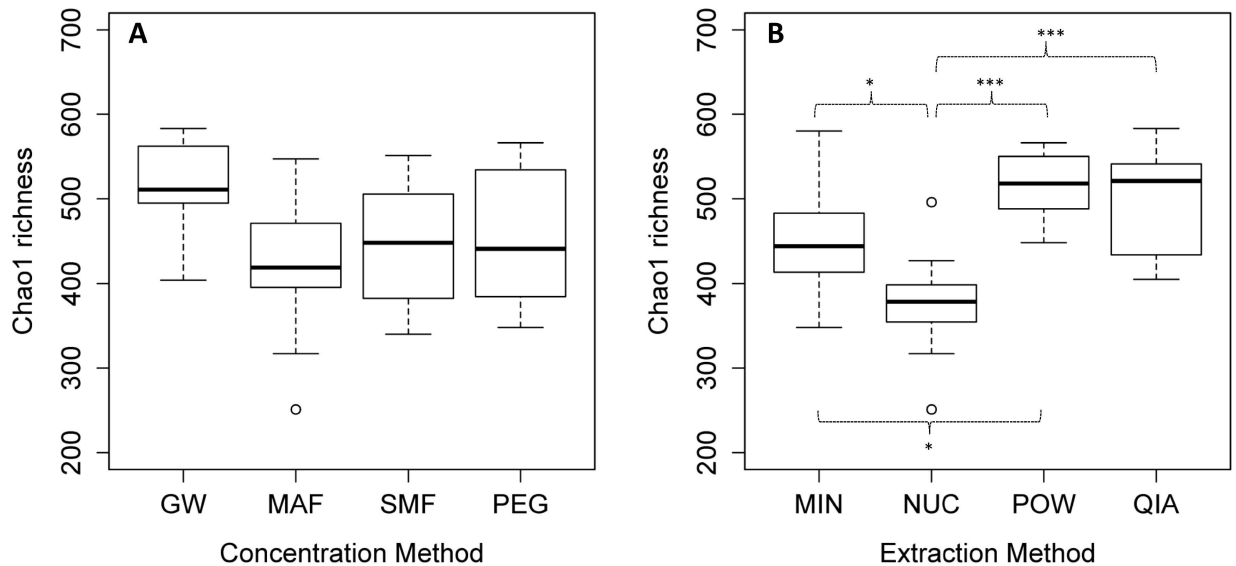 A
Chao1 richness
700
600
500
400
300
200
GW MAF SMF PEG
Concentration Method
B
Chao1 richness
700
600
500
400
300
200
***
* ***
*
MIN NUC POW QIA
Extraction Method